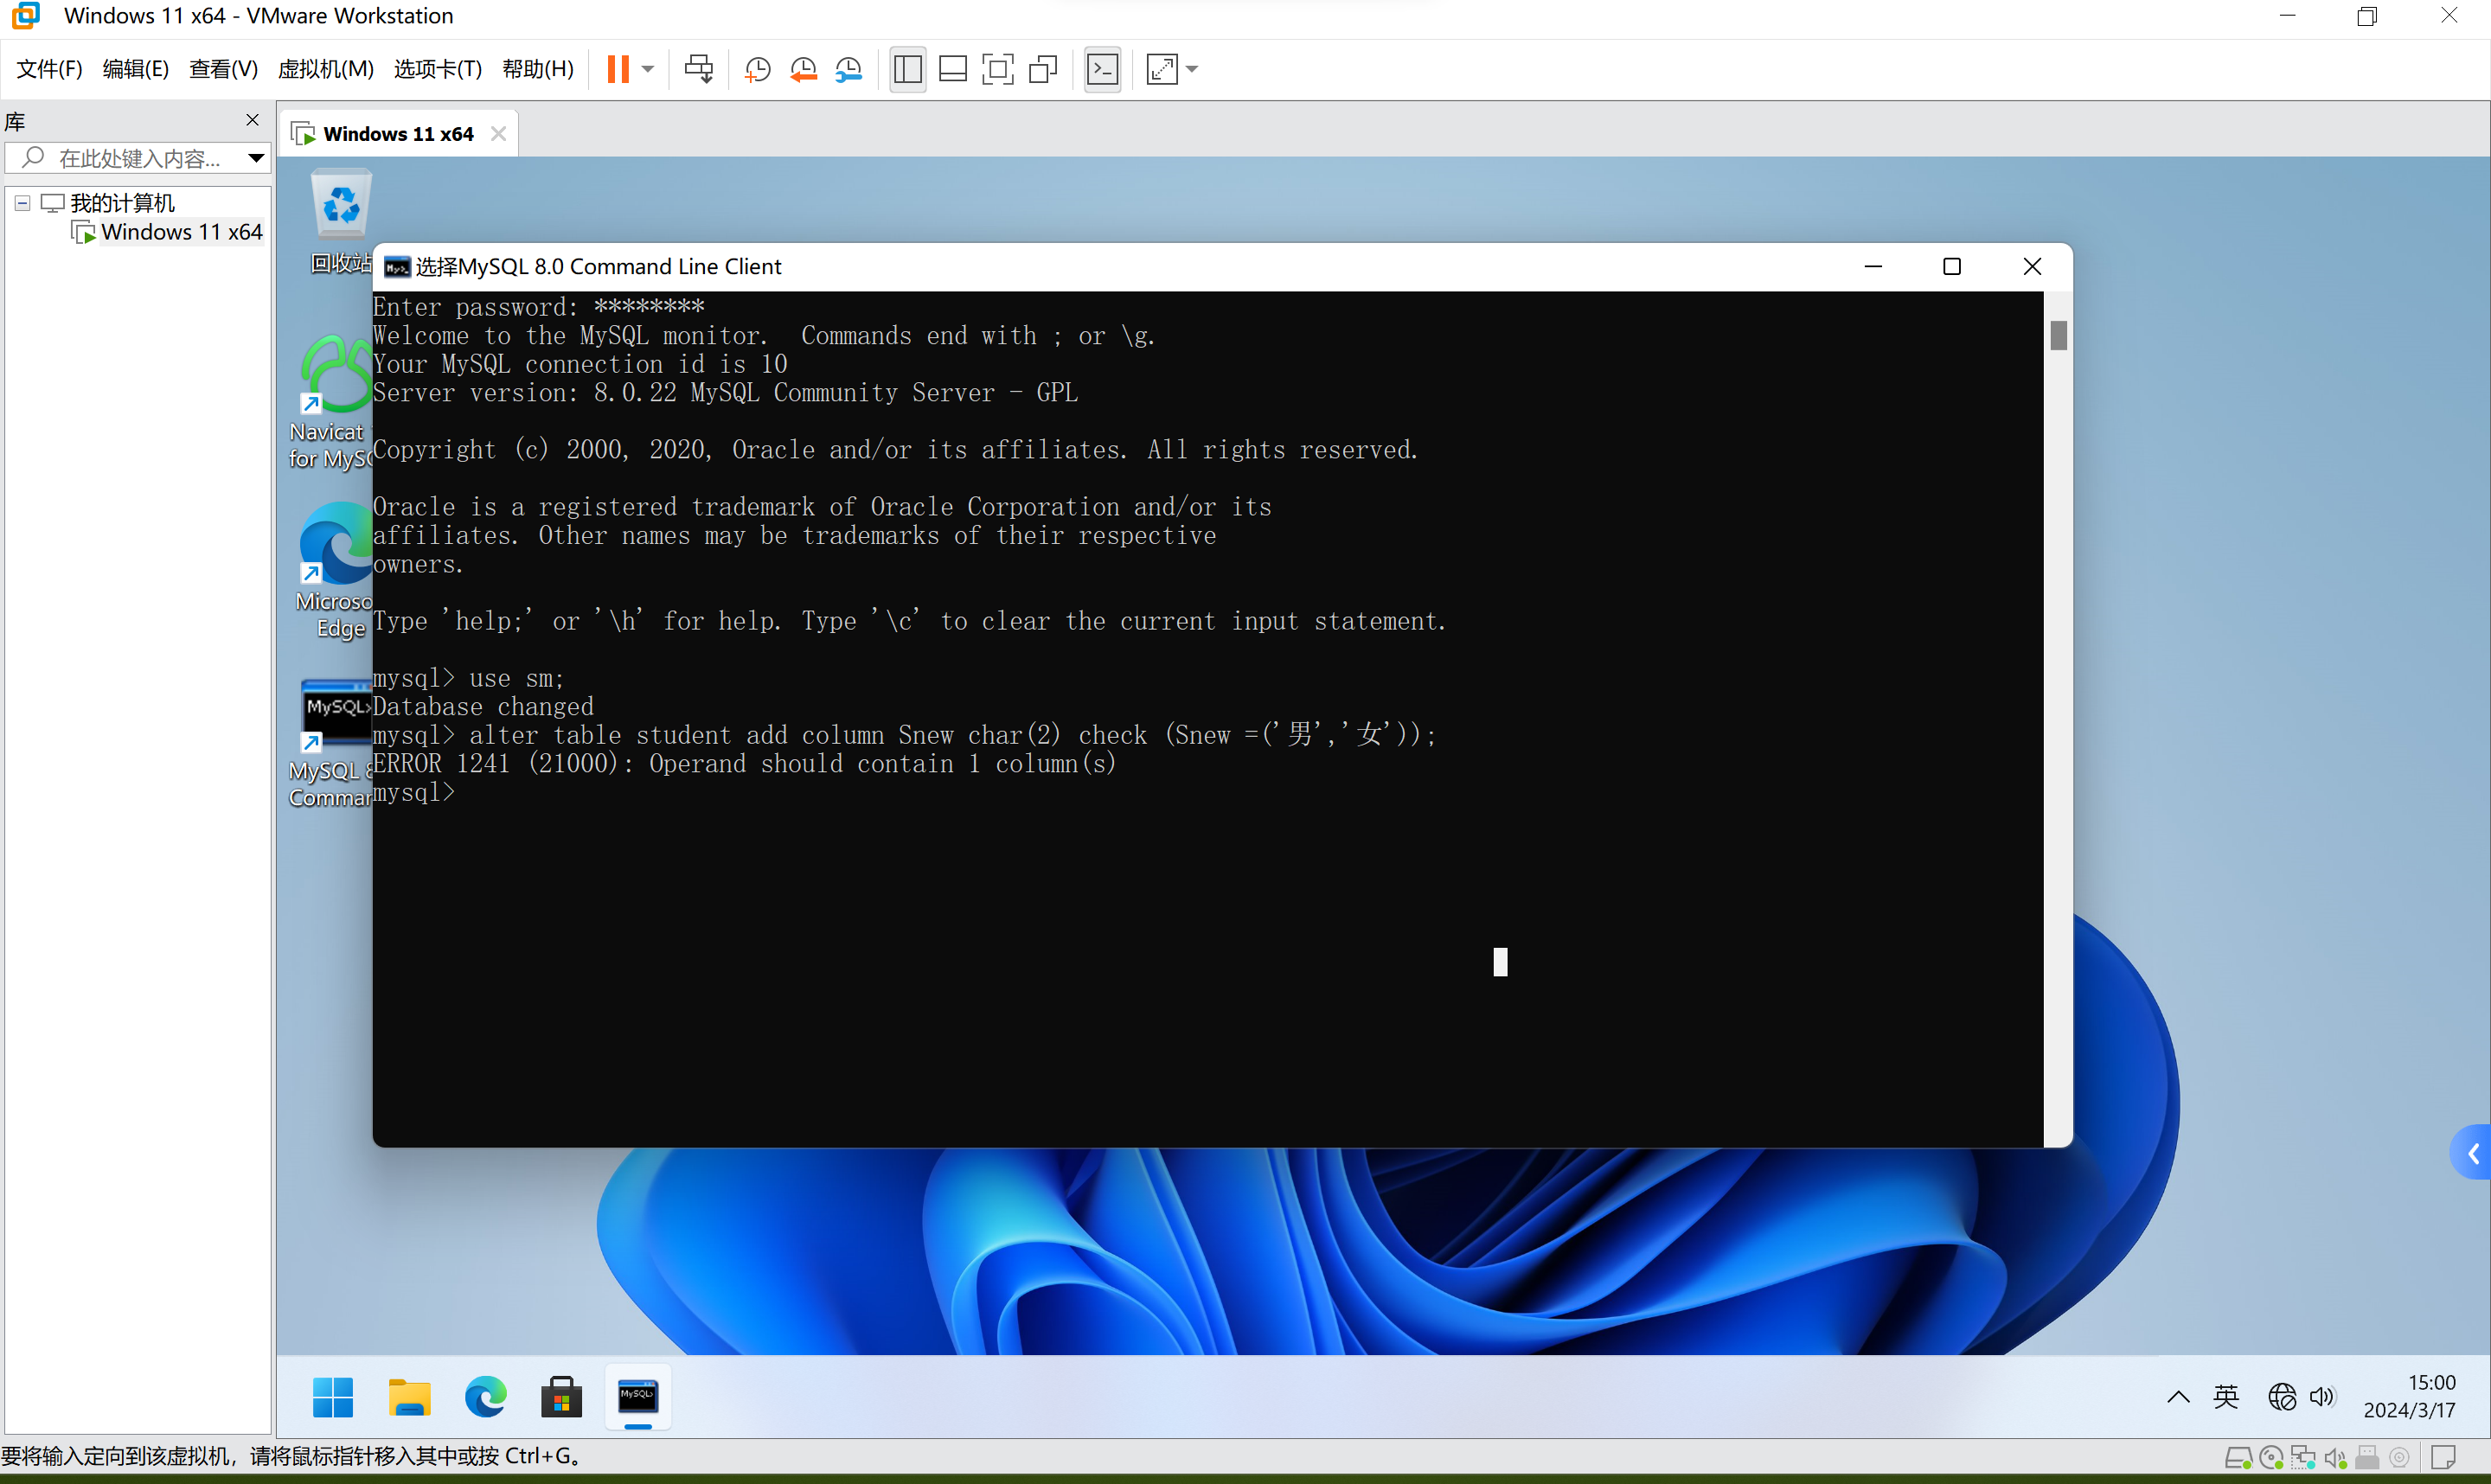 Windows 11 x64 - VMware Workstation
文件(F) 编辑(E) 查看(V) 虚拟机(M) 选项卡(T) 帮助(H)
库
在此处键入内容...
我的计算机
Windows 11 x64
Windows 11 x64
回收站
Navicat
for MySQ
Microso
Edge
MySQL>
MySQL 8
Comman
选择MySQL 8.0 Command Line Client
Enter password: ********
Welcome to the MySQL monitor.  Commands end with ; or \g.
Your MySQL connection id is 10
Server version: 8.0.22 MySQL Community Server - GPL
Copyright (c) 2000, 2020, Oracle and/or its affiliates. All rights reserved.
Oracle is a registered trademark of Oracle Corporation and/or its
affiliates. Other names may be trademarks of their respective
owners.
Type 'help;' or '\h' for help. Type '\c' to clear the current input statement.
mysql> use sm;
Database changed
mysql> alter table student add column Snew char(2) check (Snew =('男','女'));
ERROR 1241 (21000): Operand should contain 1 column(s)
mysql>
MySQL>
英
15:00
2024/3/17
要将输入定向到该虚拟机，请将鼠标指针移入其中或按 Ctrl+G。